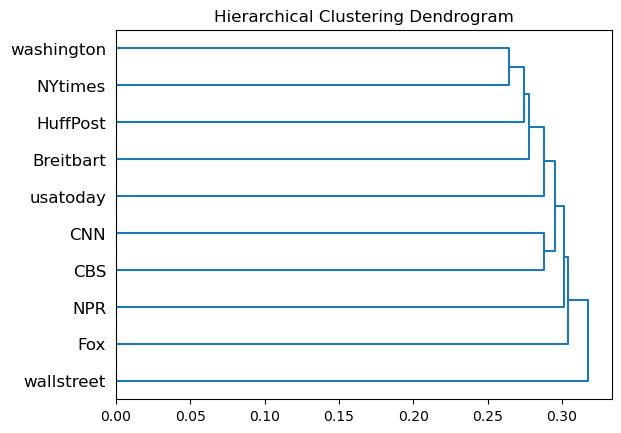 Hierarchical Clustering Dendrogram
washington
NYtimes
HuffPost
Breitbart
usatoday
CNN
CBS
NPR
Fox
wallstreet
0.00 0.05 0.10 0.15 0.20 0.25 0.30